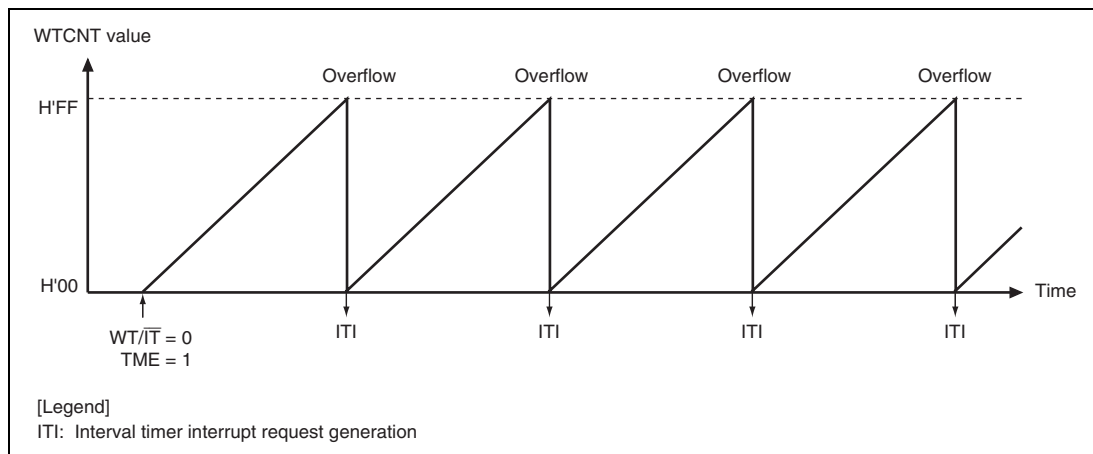 WTCNT value
Overflow Overflow Overflow Overflow
H'FF
H'00
Time
WT/I̅T̅ = 0
TME = 1
ITI ITI ITI ITI
[Legend]
ITI: Interval timer interrupt request generation